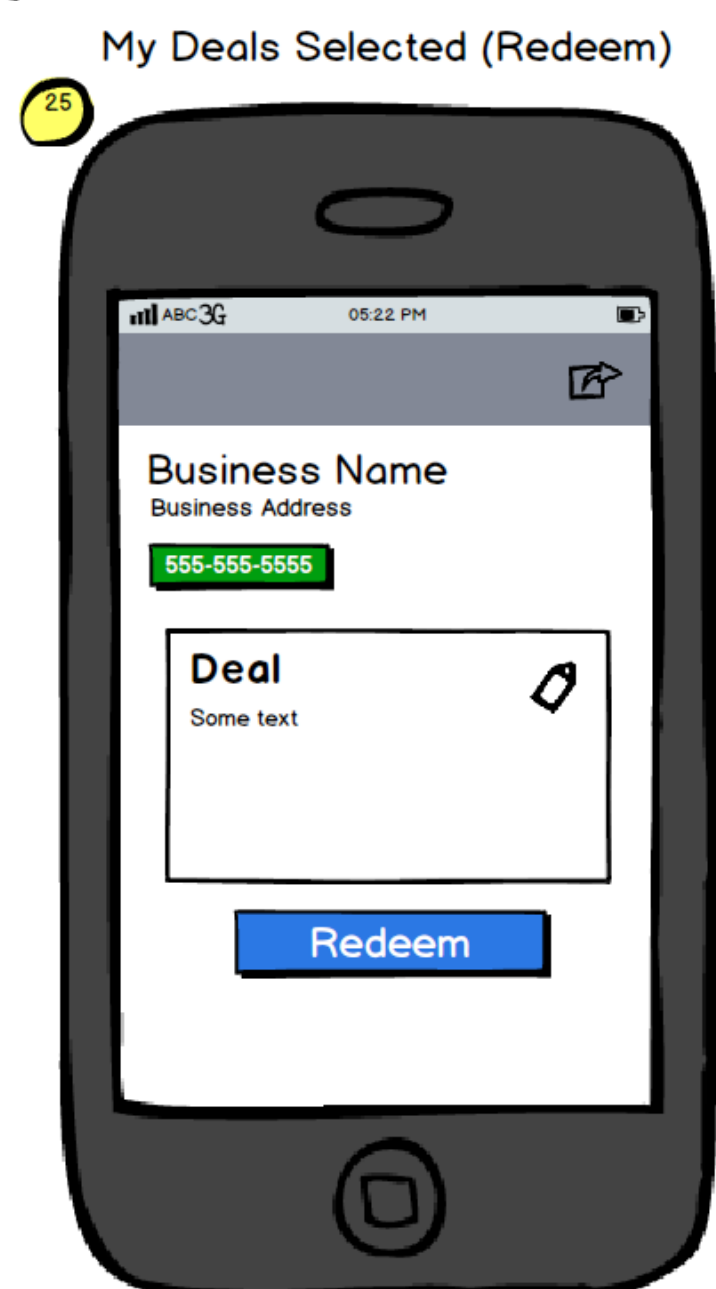 My Deals Selected (Redeem)
25
ABC 3G 05:22 PM
Business Name
Business Address
555-555-5555
Deal
Some text
Redeem